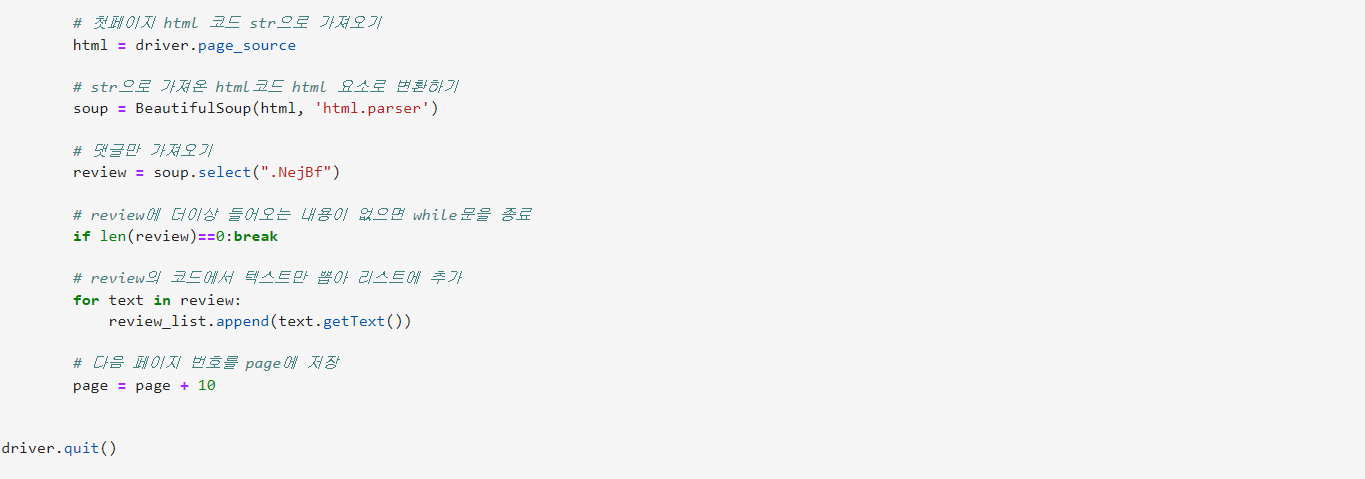 # 첫페이지 html 코드 str으로 가져오기
html = driver.page_source
# str으로 가져온 html코드 html 요소로 변환하기
soup = BeautifulSoup(html, 'html.parser')
# 댓글만 가져오기
review = soup.select(".NejBf")
# review에 더이상 들어오는 내용이 없으면 while문을 종료
if len(review)==0:break
# review의 코드에서 텍스트만 뽑아 리스트에 추가
for text in review:
review_list.append(text.getText())
# 다음 페이지 번호를 page에 저장
page = page + 10
driver.quit()